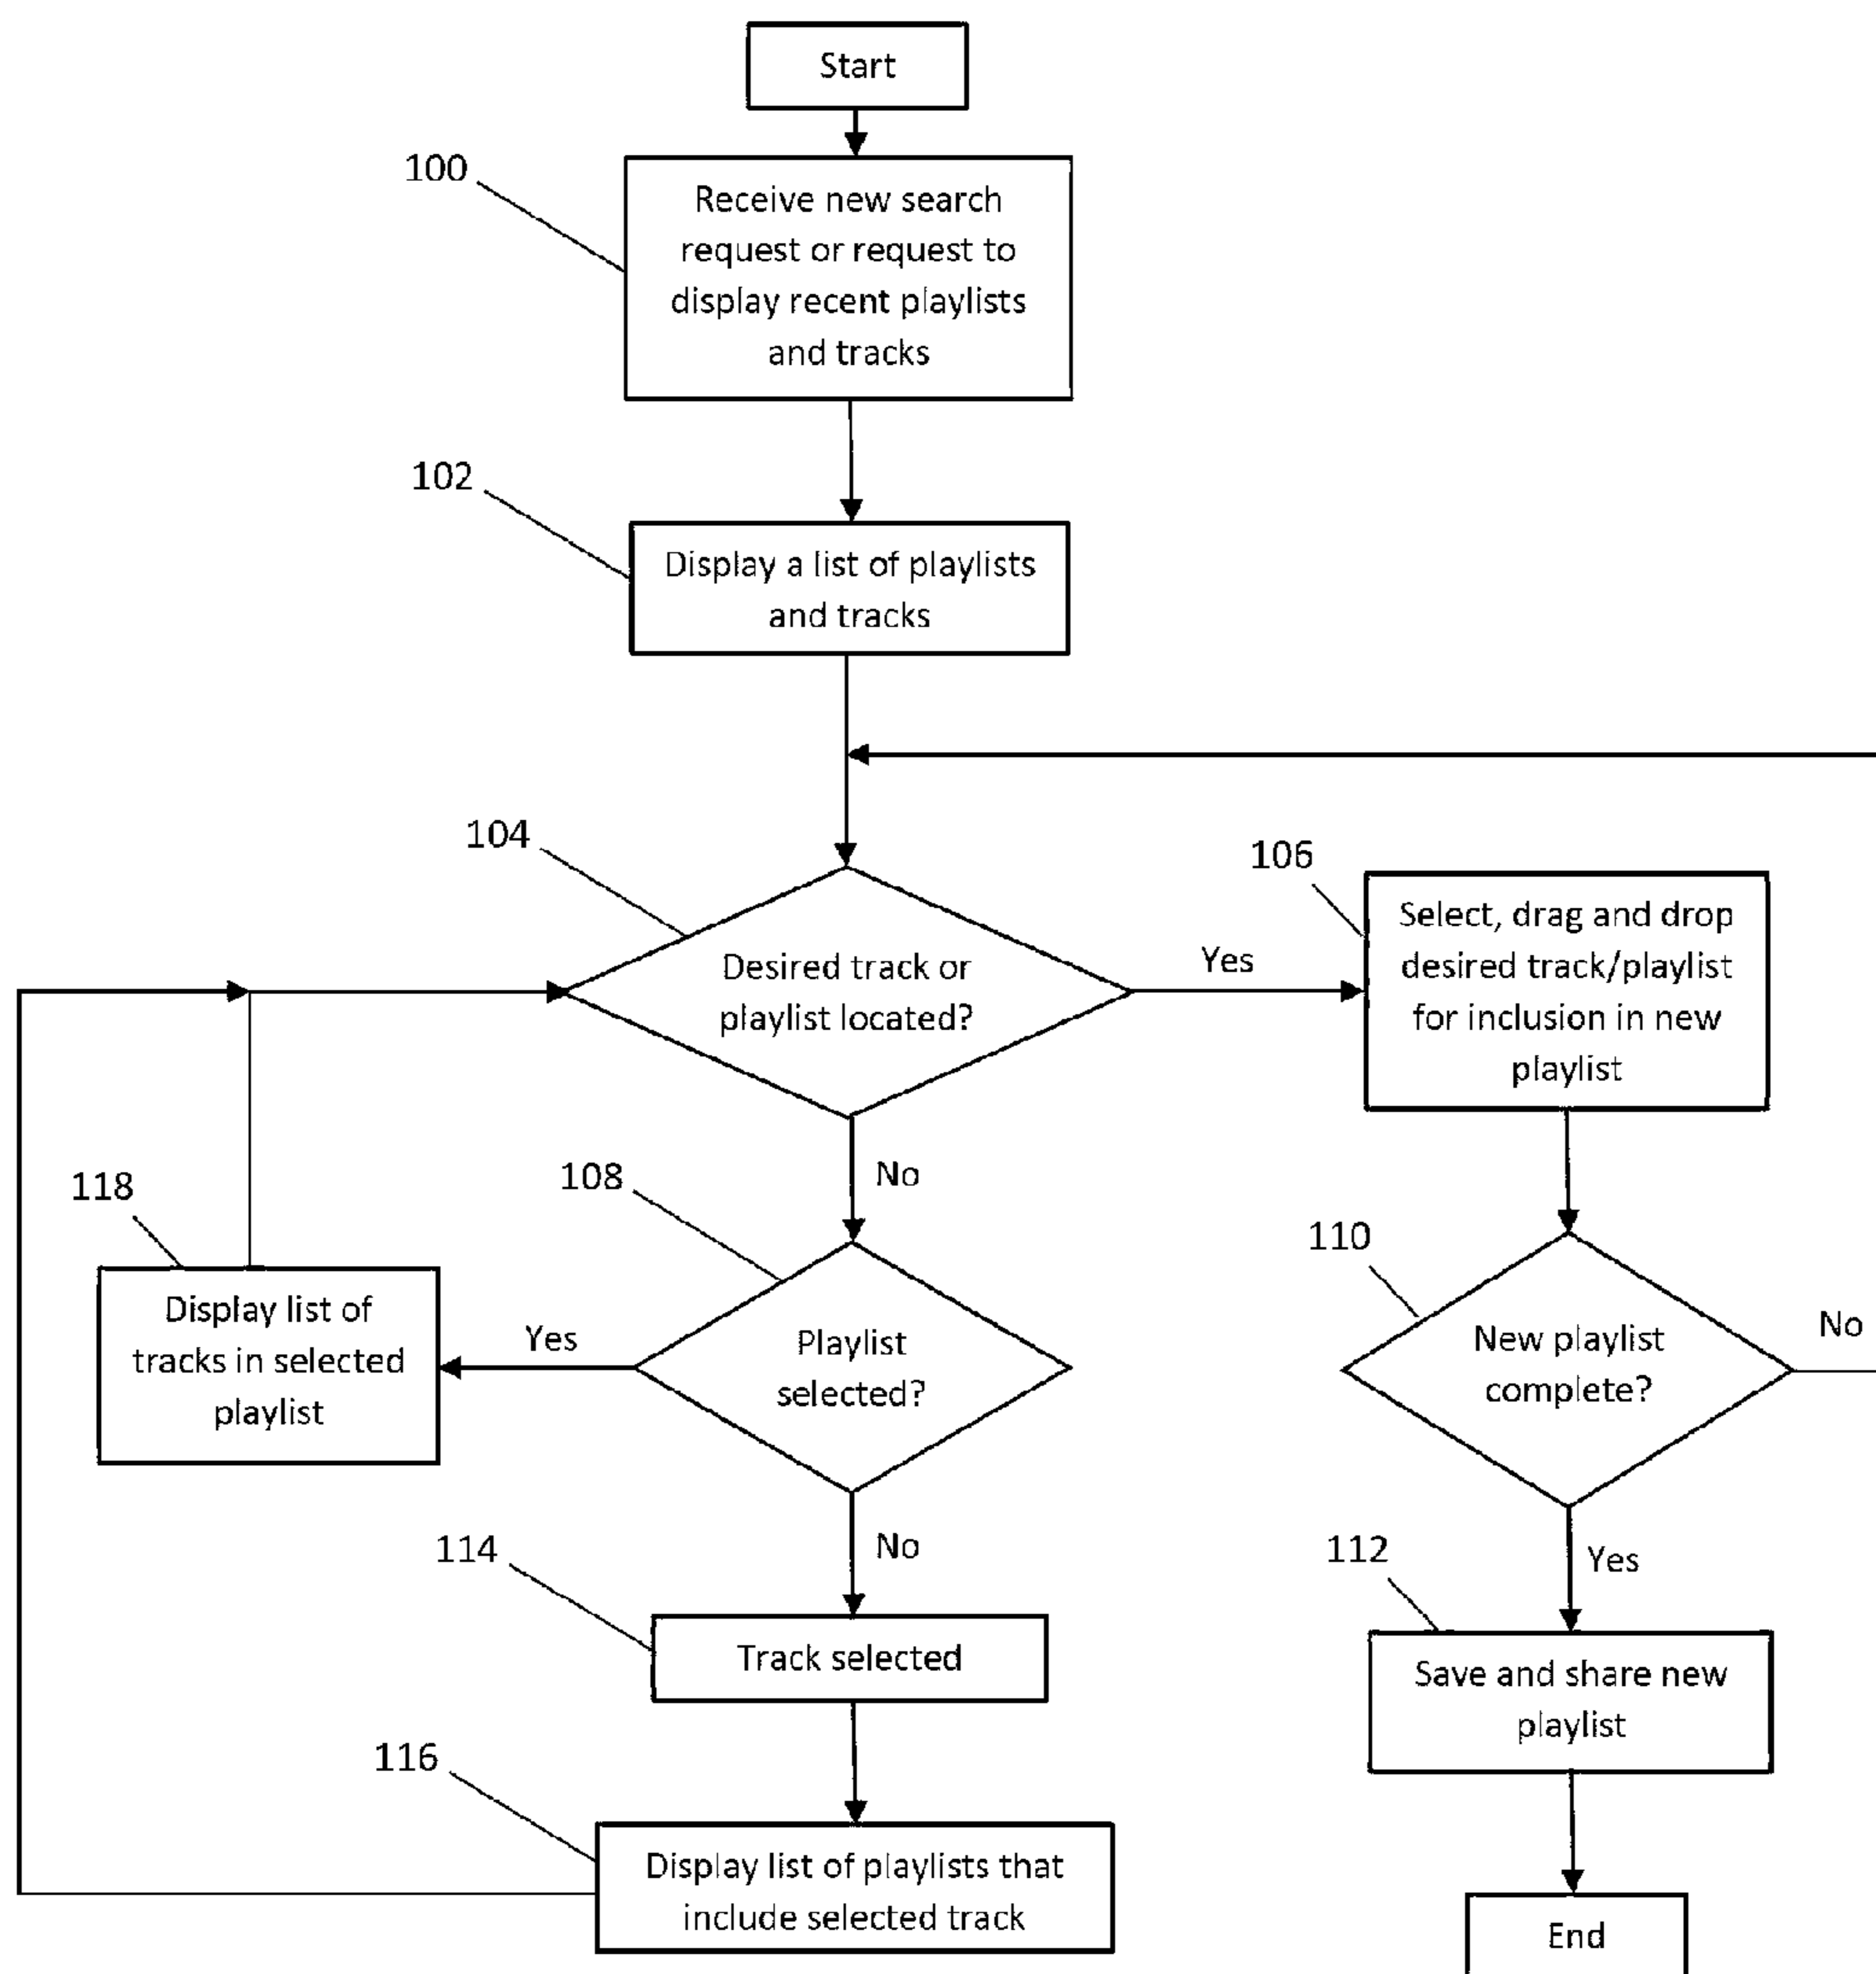 Start
100
Receive new search
request or request to
display recent playlists
and tracks
102
Display a list of playlists
and tracks
104
Desired track or
playlist located?
Yes
106
Select, drag and drop
desired track/playlist
for inclusion in new
playlist
No
108
Playlist
selected?
Yes
118
Display list of
tracks in selected
playlist
110
New playlist
complete?
No
No
114
Track selected
Yes
112
Save and share new
playlist
116
Display list of playlists that
include selected track
End